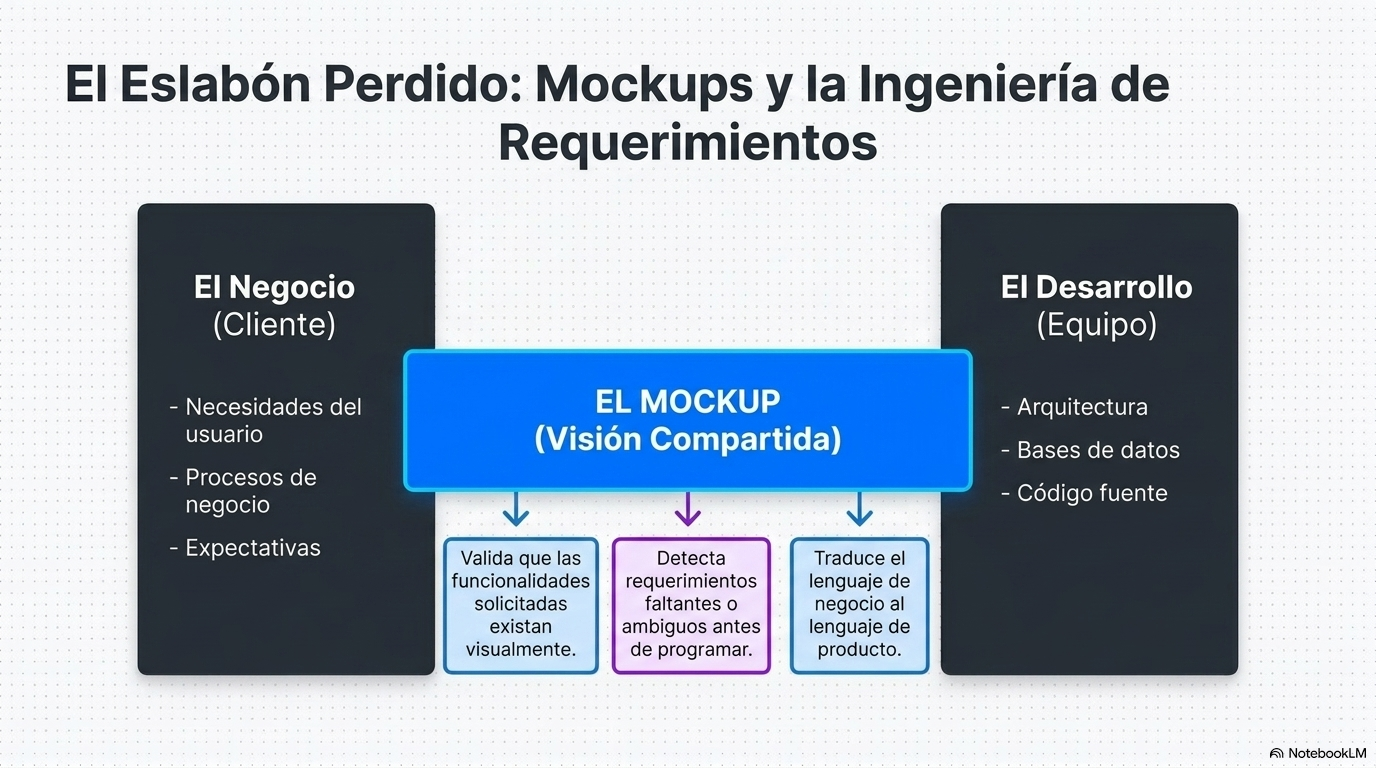 El Eslabón Perdido: Mockups y la Ingeniería de
Requerimientos
El Negocio
(Cliente)
- Necesidades del
usuario
- Procesos de
negocio
- Expectativas
EL MOCKUP
(Visión Compartida)
Valida que las
funcionalidades
solicitadas
existan
visualmente.
Detecta
requerimientos
faltantes o
ambiguos antes
de programar.
Traduce el
lenguaje de
negocio al
lenguaje de
producto.
El Desarrollo
(Equipo)
- Arquitectura
- Bases de datos
- Código fuente
NotebookLM